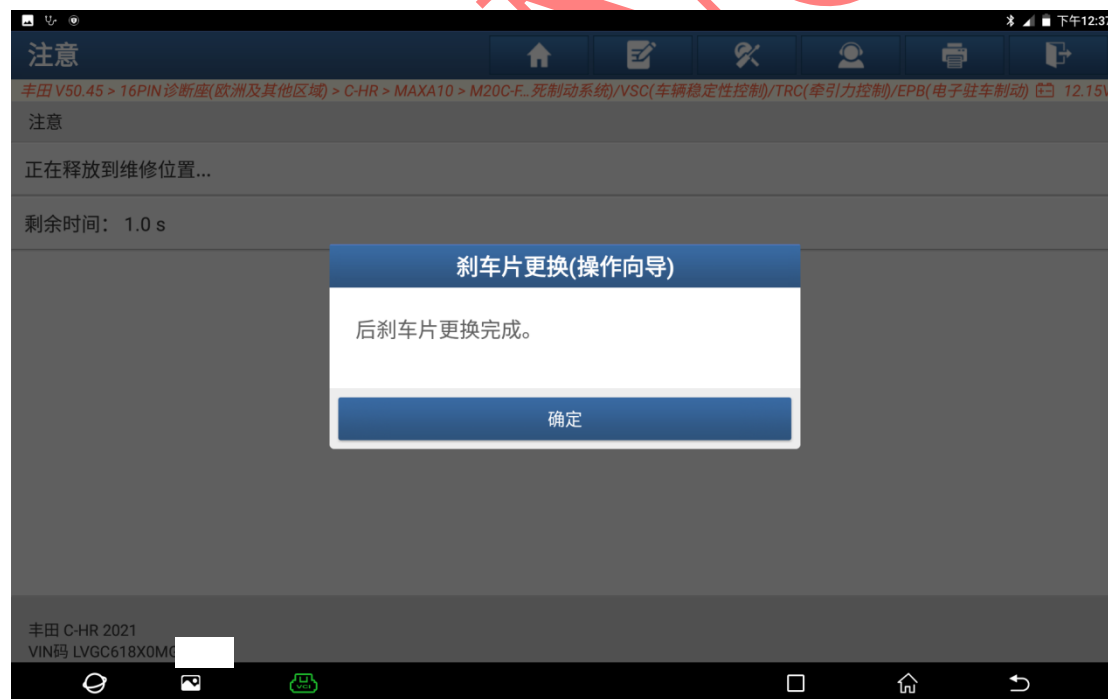 下午12:37
注意
丰田 V50.45 > 16PIN诊断座(欧洲及其他区域) > C-HR > MAXA10 > M20C-F...死制动系统)/VSC(车辆稳定性控制)/TRC(牵引力控制)/EPB(电子驻车制动) 12.15V
注意
正在释放到维修位置...
剩余时间： 1.0 s
刹车片更换(操作向导)
后刹车片更换完成。
确定
丰田 C-HR 2021
VIN码 LVGC618X0M
VCI